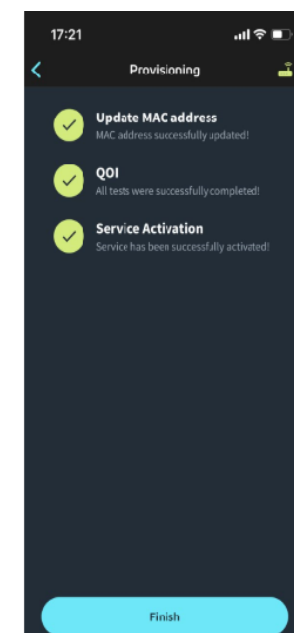 17:21
Provisioning
Update MAC address
MAC address successfully updated!
QOI
All tests were successfully completed!
Service Activation
Service has been successfully activated!
Finish